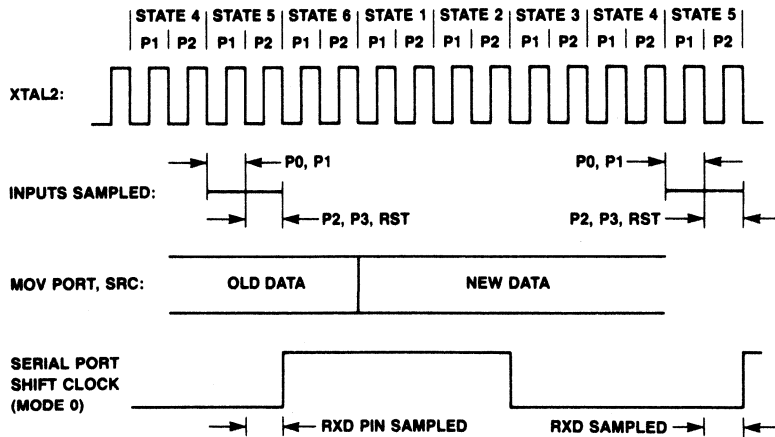 STATE 4 | STATE 5 | STATE 6 | STATE 1 | STATE 2 | STATE 3 | STATE 4 | STATE 5
P1 | P2 | P1 | P2 | P1 | P2 | P1 | P2 | P1 | P2 | P1 | P2 | P1 | P2 | P1 | P2
XTAL2:
P0, P1 P0, P1
INPUTS SAMPLED:
P2, P3, RST P2, P3, RST
MOV PORT, SRC: OLD DATA NEW DATA
SERIAL PORT
SHIFT CLOCK
(MODE 0)
RXD PIN SAMPLED RXD SAMPLED